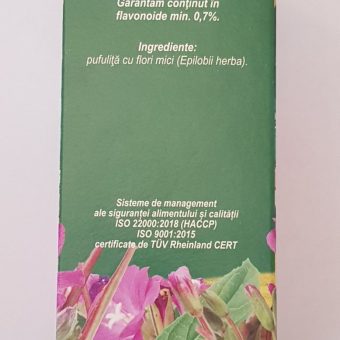 Garantăm conținut în
flavonoide min. 0,7%.
Ingrediente:
pufuliță cu flori mici (Epilobii herba).
Sisteme de management
ale siguranței alimentului și calității
ISO 22000:2018 (HACCP)
ISO 9001:2015
certificate de TÜV Rheinland CERT